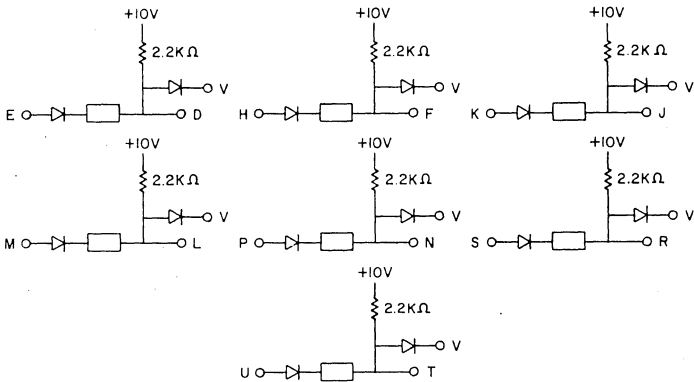 +10V +10V +10V
2.2KΩ 2.2KΩ 2.2KΩ
V V V
E D H F K J
+10V +10V +10V
2.2KΩ 2.2KΩ 2.2KΩ
V V V
M L P N S R
+10V
2.2KΩ
V
U T